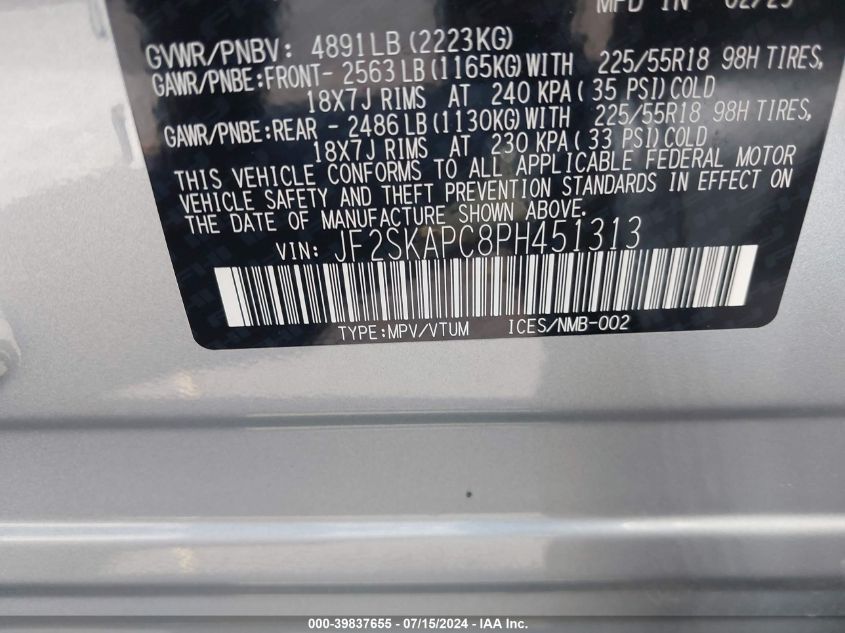 MFD IN 02/23
GVWR/PNBV: 4891LB (2223KG)
GAWR/PNBE:FRONT- 2563 LB (1165KG) WITH 225/55R18 98H TIRES,
18X7J RIMS AT 240 KPA ( 35 PSI) COLD
GAWR/PNBE:REAR - 2486 LB (1130KG) WITH 225/55R18 98H TIRES,
18X7J RIMS AT 230 KPA ( 33 PSI) COLD
THIS VEHICLE CONFORMS TO ALL APPLICABLE FEDERAL MOTOR
VEHICLE SAFETY AND THEFT PREVENTION STANDARDS IN EFFECT ON
THE DATE OF MANUFACTURE SHOWN ABOVE.
VIN: JF2SKAPC8PH451313
TYPE:MPV/VTUM ICES/NMB-002
000-39837655 - 07/15/2024 - IAA Inc.